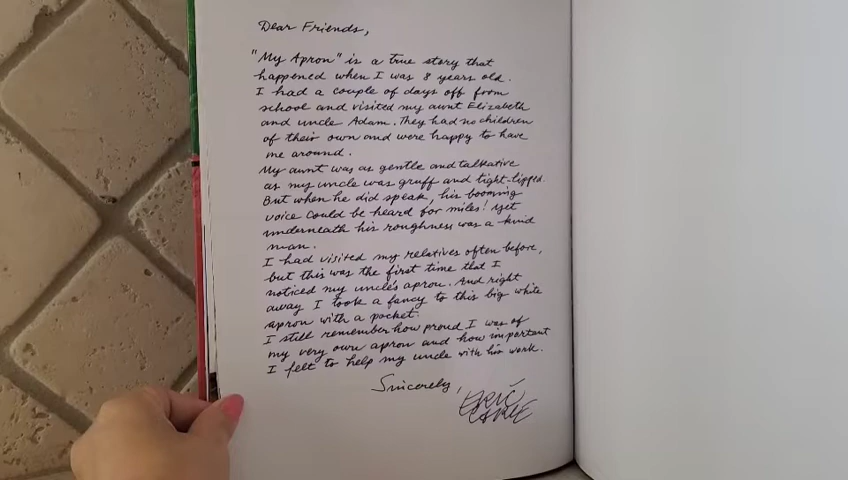 Dear Friends,
"My Apron" is a true story that
happened when I was 8 years old.
I had a couple of days off from
school and visited my aunt Elizabeth
and uncle Adam. They had no children
of their own and were happy to have
me around.
My aunt was as gentle and talkative
as my uncle was gruff and tight-lipped.
But when he did speak, his booming
voice could be heard for miles! Yet
underneath his roughness was a kind
man.
I had visited my relatives often before,
but this was the first time that I
noticed my uncle's apron. And right
away I took a fancy to this big white
apron with a pocket.
I still remember how proud I was of
my very own apron and how important
I felt to help my uncle with his work.
Sincerely,
ERIC
CARLE